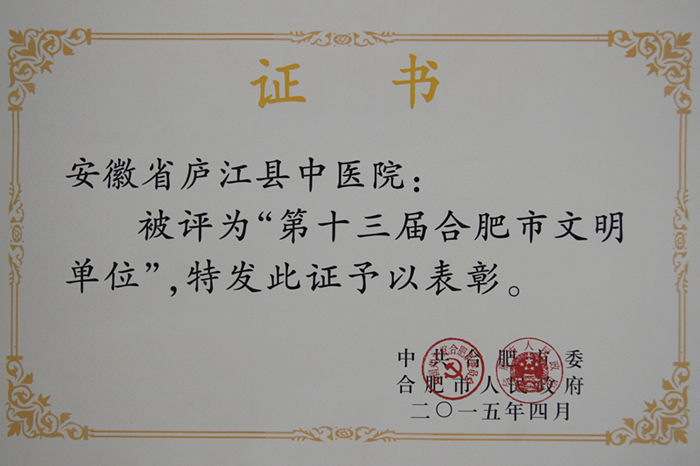 证 书
安徽省庐江县中医院：
被评为“第十三届合肥市文明
单位”，特发此证予以表彰。
中共合肥市委
合肥市人民政府
二〇一五年四月